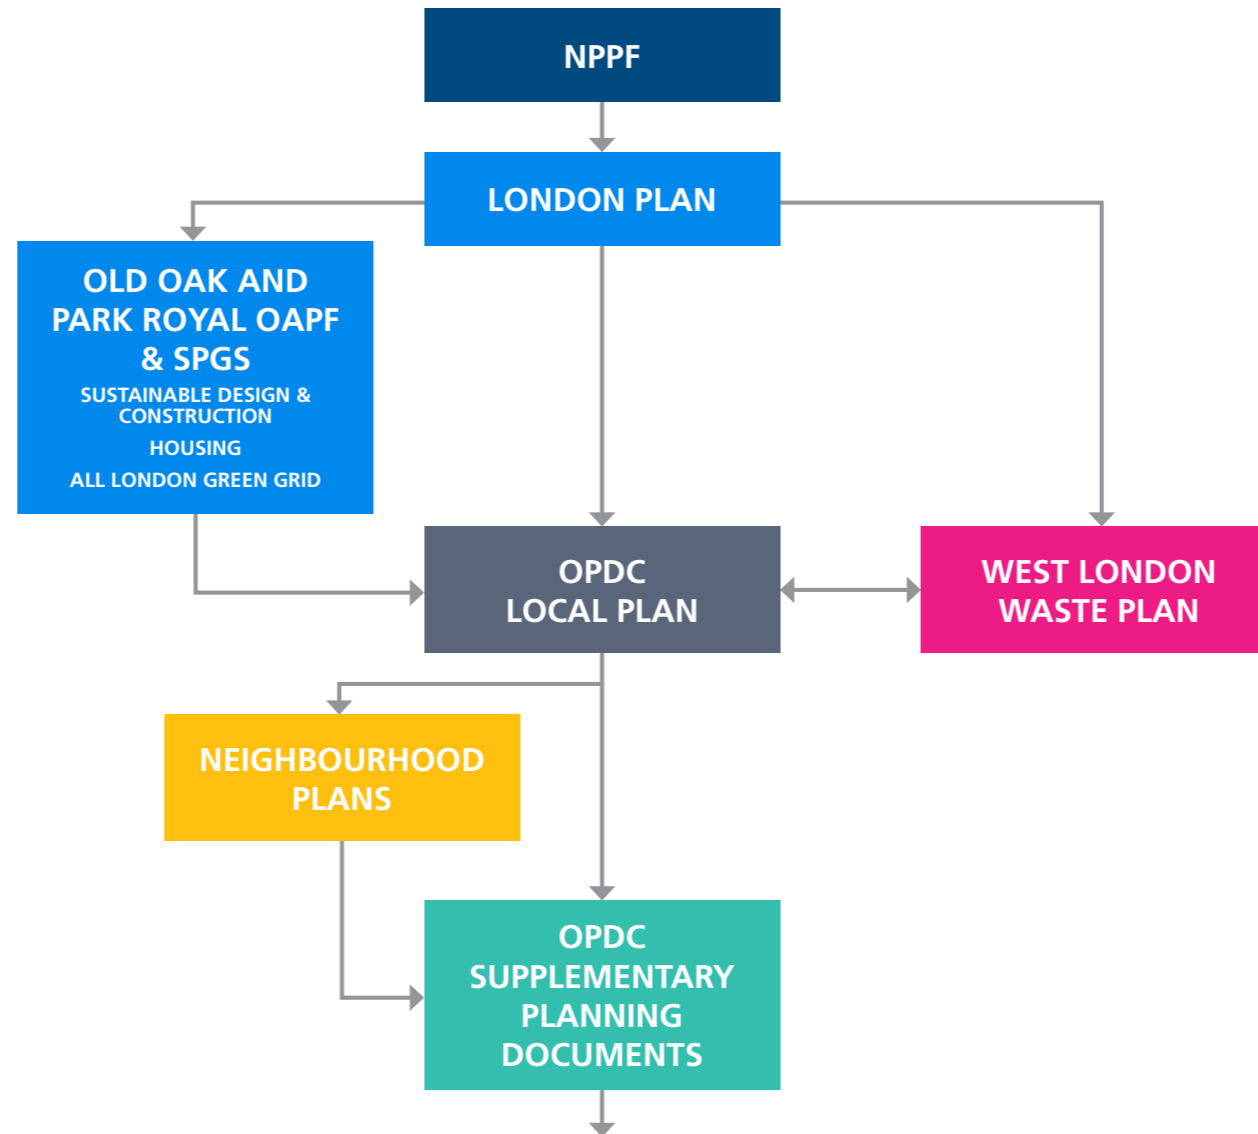 NPPF
LONDON PLAN
OLD OAK AND
PARK ROYAL OAPF
& SPGS
SUSTAINABLE DESIGN &
CONSTRUCTION
HOUSING
ALL LONDON GREEN GRID
OPDC
LOCAL PLAN
WEST LONDON
WASTE PLAN
NEIGHBOURHOOD
PLANS
OPDC
SUPPLEMENTARY
PLANNING
DOCUMENTS